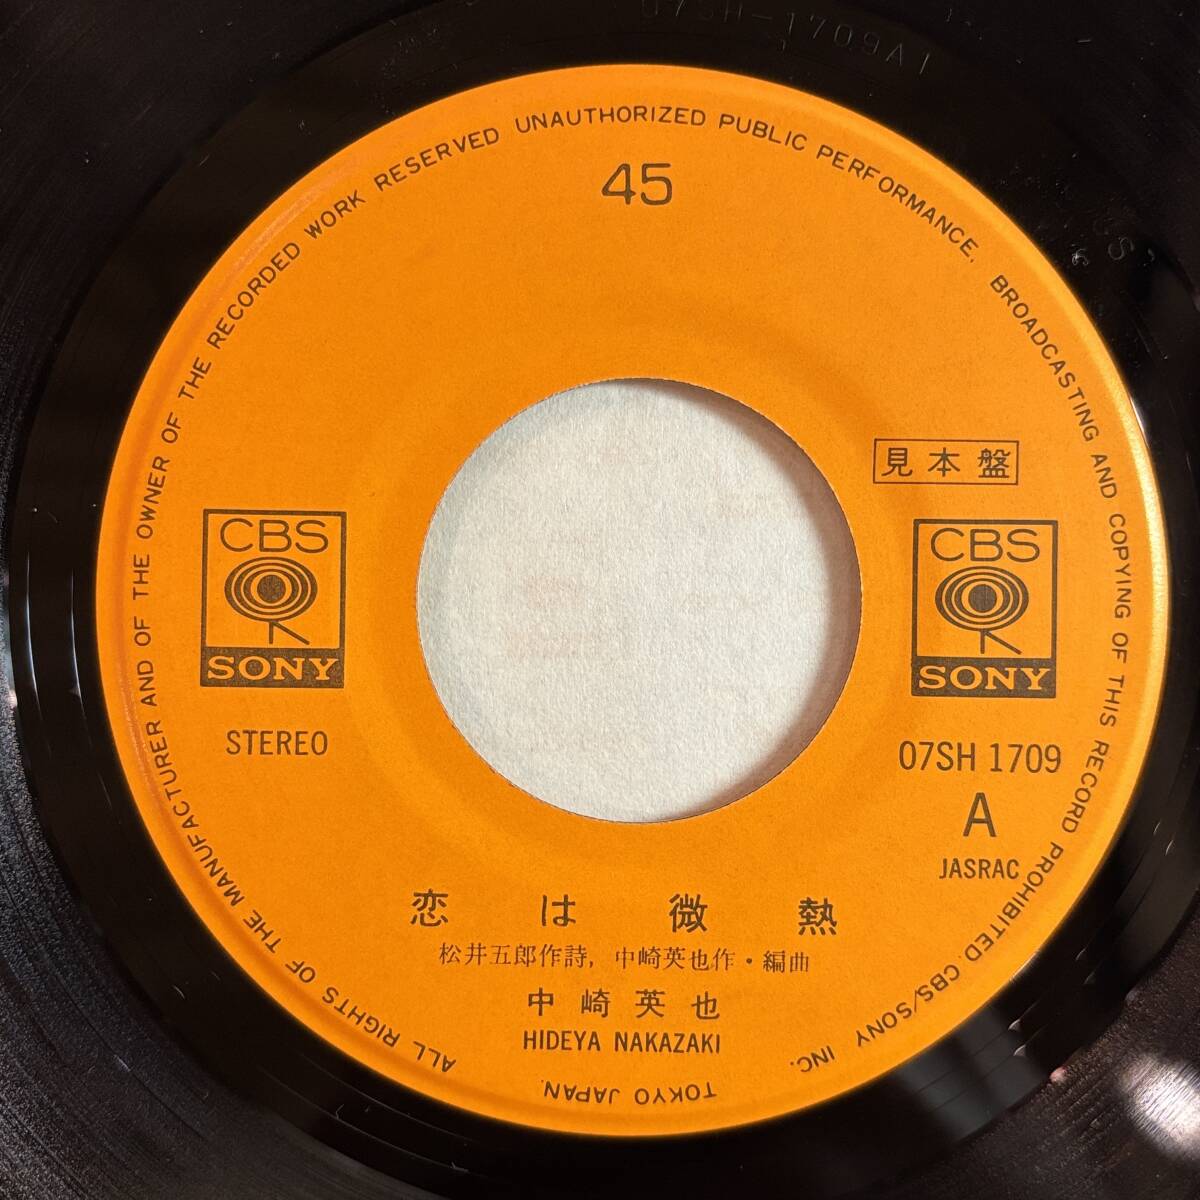 07SH-1709A1
ALL RIGHTS OF THE MANUFACTURER AND OF THE OWNER OF THE RECORDED WORK RESERVED UNAUTHORIZED PUBLIC PERFORMANCE, BROADCASTING AND COPYING OF THIS RECORD PROHIBITED. CBS/SONY INC.
TOKYO JAPAN.
45
見本盤
CBS
SONY
CBS
SONY
STEREO
07SH 1709
A
JASRAC
恋は微熱
松井五郎作詩, 中崎英也作・編曲
中崎英也
HIDEYA NAKAZAKI